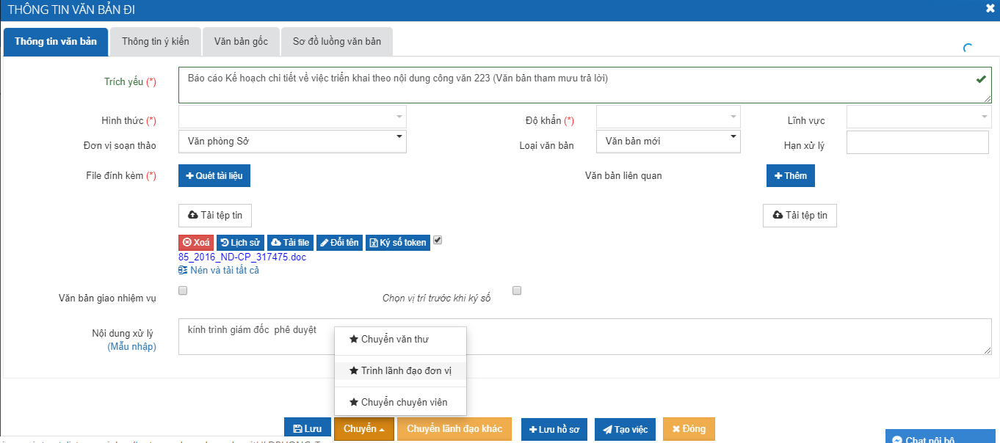 THÔNG TIN VĂN BẢN ĐI
Thông tin văn bản Thông tin ý kiến Văn bản gốc Sơ đồ luồng văn bản
Trích yếu (*) Báo cáo Kế hoạch chi tiết về việc triển khai theo nội dung công văn 223 (Văn bản tham mưu trả lời)
Hình thức (*) Độ khẩn (*) Lĩnh vực
Đơn vị soạn thảo Văn phòng Sở Loại văn bản Văn bản mới Hạn xử lý
File đính kèm (*) Quét tài liệu Văn bản liên quan Thêm
Tải tệp tin Tải tệp tin
Xoá Lịch sử Tải file Đổi tên Ký số token
85_2016_ND-CP_317475.doc
Nén và tải tất cả
Văn bản giao nhiệm vụ Chọn vị trí trước khi ký số
Nội dung xử lý kính trình giám đốc phê duyệt
(Mẫu nhập)
Chuyển văn thư
Trình lãnh đạo đơn vị
Chuyển chuyên viên
Lưu Chuyển Chuyển lãnh đạo khác Lưu hồ sơ Tạo việc Đóng
Chat nội bộ